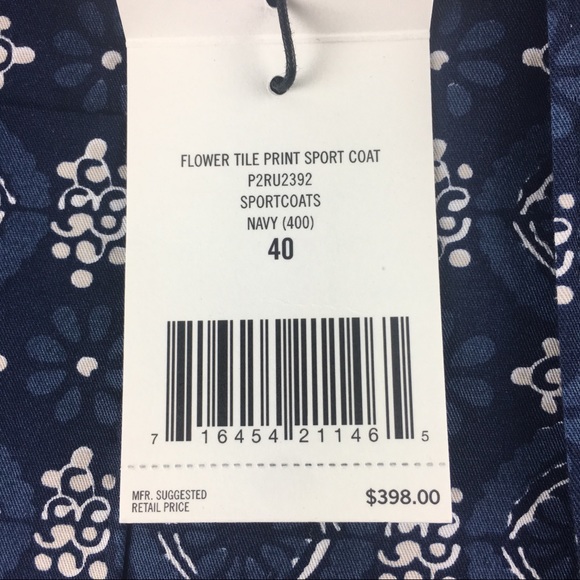 FLOWER TILE PRINT SPORT COAT
P2RU2392
SPORTCOATS
NAVY (400)
40
7 16454 21146 5
MFR. SUGGESTED
RETAIL PRICE
$398.00